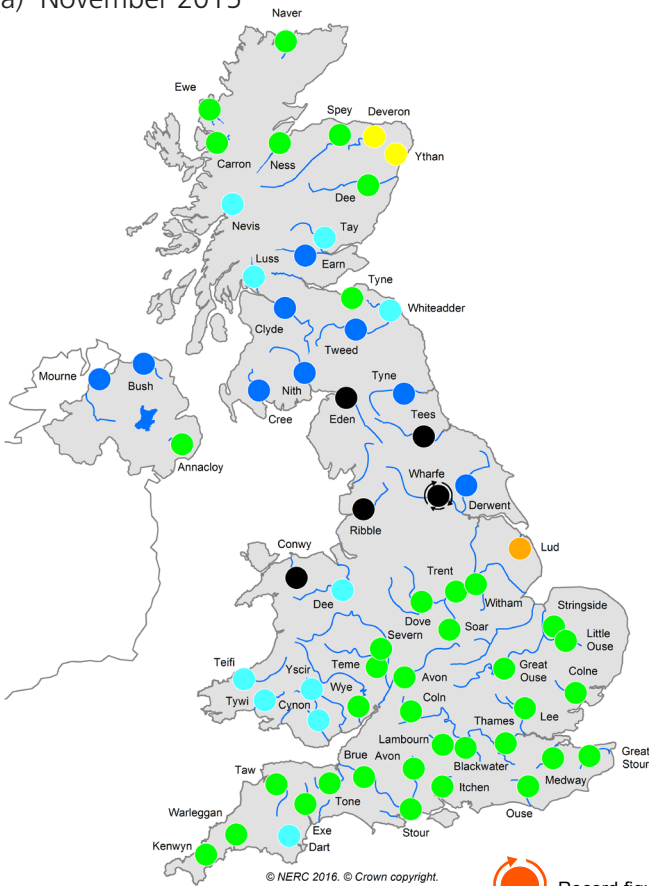 a) November 2015
Naver
Ewe
Spey
Deveron
Carron
Ness
Ythan
Dee
Nevis
Tay
Luss
Earn
Tyne
Whiteadder
Clyde
Tweed
Mourne
Bush
Nith
Tyne
Cree
Eden
Tees
Annacloy
Wharfe
Derwent
Ribble
Conwy
Lud
Trent
Dee
Witham
Stringside
Dove
Soar
Severn
Little
Ouse
Teifi
Yscir
Teme
Avon
Great
Ouse
Colne
Tywi
Cynon
Wye
Coln
Thames
Lee
Lambourn
Brue
Avon
Blackwater
Great
Stour
Taw
Itchen
Medway
Warleggan
Tone
Ouse
Exe
Stour
Kenwyn
Dart
© NERC 2016. © Crown copyright.